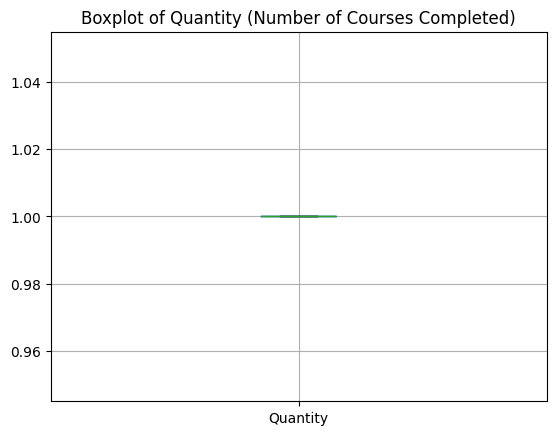 Boxplot of Quantity (Number of Courses Completed)
1.04
1.02
1.00
0.98
0.96
Quantity